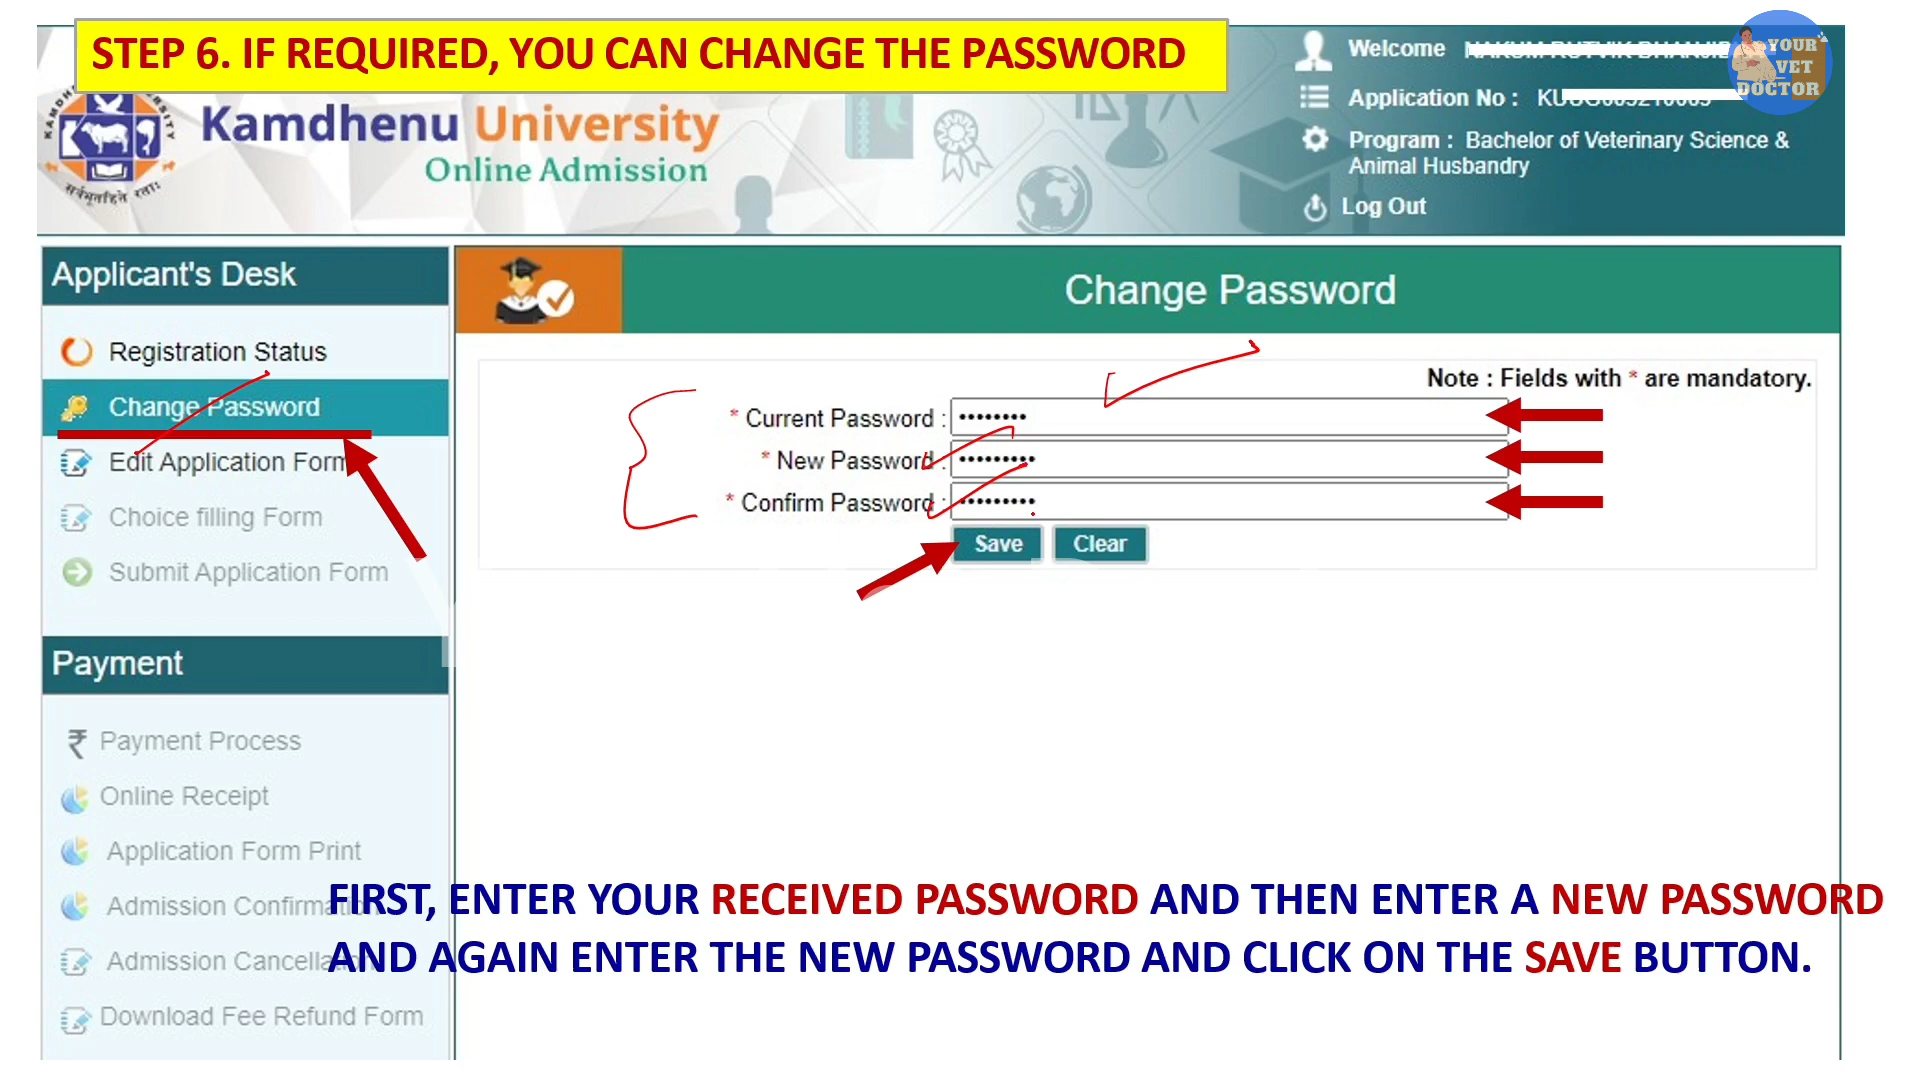 STEP 6. IF REQUIRED, YOU CAN CHANGE THE PASSWORD
Welcome
YOUR
VET
DOCTOR
Application No :
Kamdhenu University
Online Admission
Program : Bachelor of Veterinary Science &
Animal Husbandry
Log Out
Applicant's Desk
Change Password
Registration Status
Note : Fields with * are mandatory.
Change Password
* Current Password :
Edit Application Form
* New Password :
Choice filling Form
* Confirm Password :
Save Clear
Submit Application Form
Payment
₹ Payment Process
Online Receipt
Application Form Print
Admission Confirmation
FIRST, ENTER YOUR RECEIVED PASSWORD AND THEN ENTER A NEW PASSWORD
Admission Cancellation
AND AGAIN ENTER THE NEW PASSWORD AND CLICK ON THE SAVE BUTTON.
Download Fee Refund Form